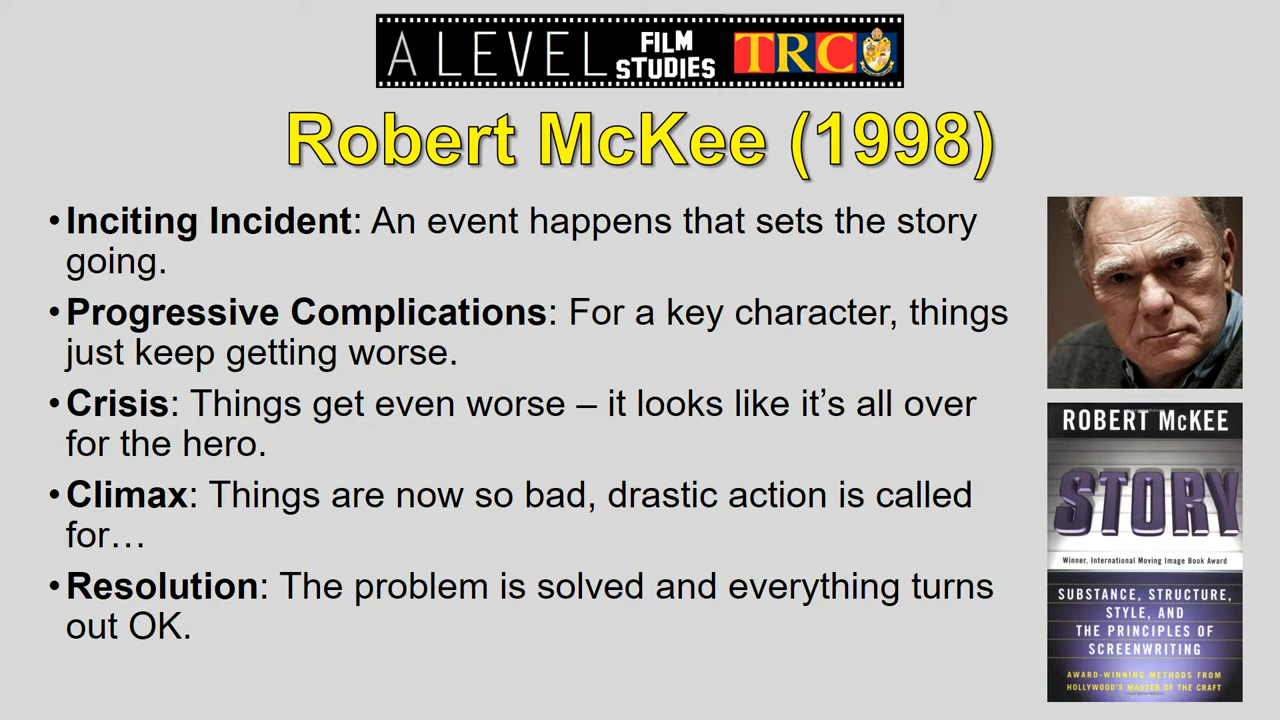 A LEVEL FILM STUDIES TRC
Robert McKee (1998)
•Inciting Incident: An event happens that sets the story
going.
•Progressive Complications: For a key character, things
just keep getting worse.
•Crisis: Things get even worse – it looks like it’s all over
for the hero.
•Climax: Things are now so bad, drastic action is called
for…
•Resolution: The problem is solved and everything turns
out OK.
ROBERT McKEE
STORY
Winner, International Moving Image Book Award
SUBSTANCE, STRUCTURE,
STYLE, AND
THE PRINCIPLES OF
SCREENWRITING
AWARD-WINNING METHODS FROM
HOLLYWOOD'S MASTER OF THE CRAFT